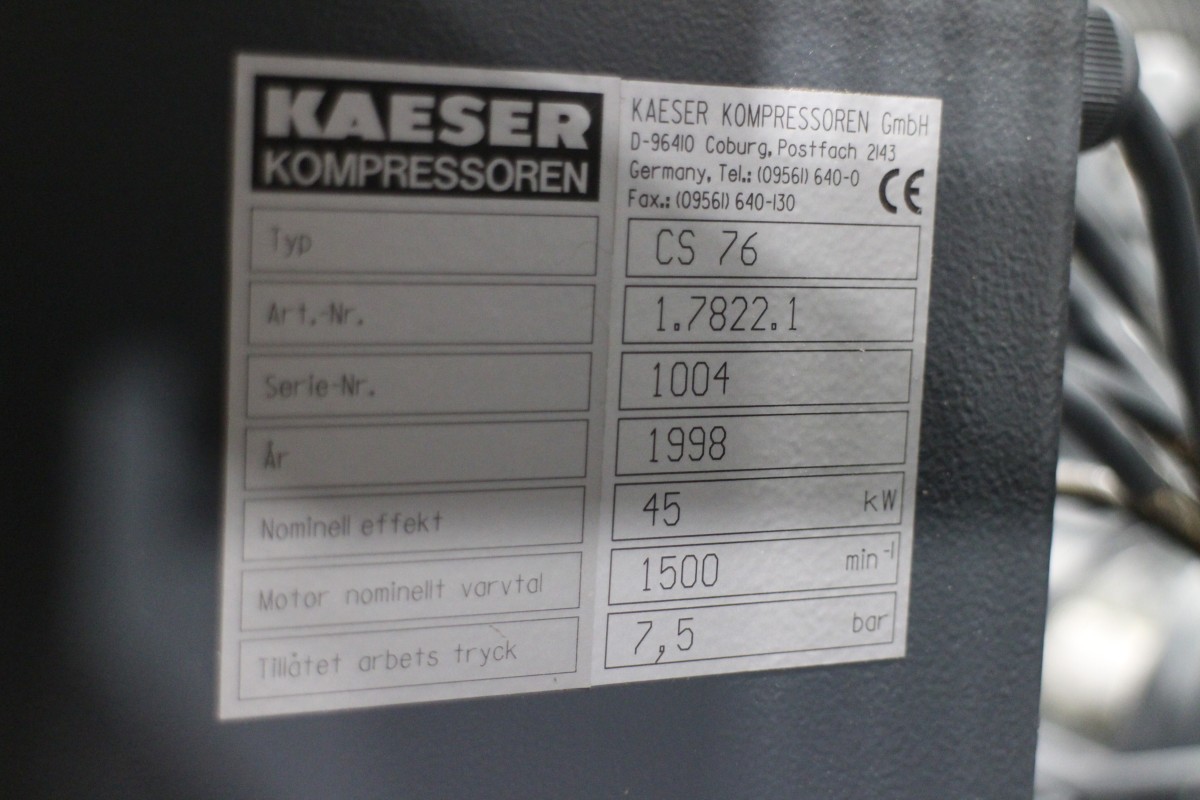 KAESER
KOMPRESSOREN
KAESER KOMPRESSOREN GmbH
D-96410 Coburg, Postfach 2143
Germany, Tel.: (09561) 640-0
Fax.: (09561) 640-130
CE
Typ CS 76
Art.-Nr. 1.7822.1
Serie-Nr. 1004
År 1998
Nominell effekt 45 kW
Motor nominellt varvtal 1500 min⁻¹
Tillåtet arbets tryck 7,5 bar